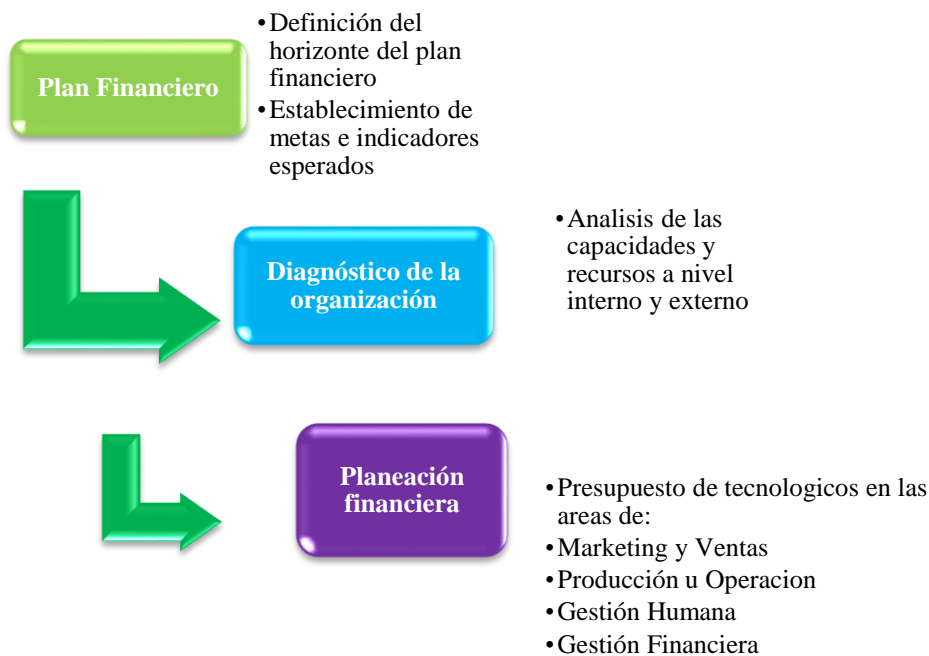 Plan Financiero
•Definición del
horizonte del plan
financiero
•Establecimiento de
metas e indicadores
esperados
Diagnóstico de la
organización
•Analisis de las
capacidades y
recursos a nivel
interno y externo
Planeación
financiera
•Presupuesto de tecnologicos en las
areas de:
•Marketing y Ventas
•Producción u Operacion
•Gestión Humana
•Gestión Financiera